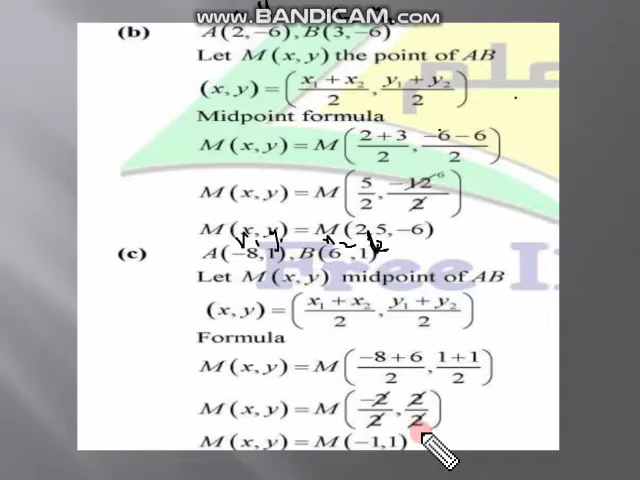 WWW.BANDICAM.COM
(b)
A(2,−6), B(3,−6)
Let M(x, y) the point of AB
(x, y) = ((x₁ + x₂)/2, (y₁ + y₂)/2)
Midpoint formula
M(x, y) = M((2+3)/2, (−6−6)/2)
M(x, y) = M(5/2, −12/2 −6)
M(x, y) = M(2.5, −6)
(c) A(−8,1), B(6,1)
Let M(x, y) midpoint of AB
(x, y) = ((x₁ + x₂)/2, (y₁ + y₂)/2)
Formula
M(x, y) = M((−8+6)/2, (1+1)/2)
M(x, y) = M(−2/2, 2/2)
M(x, y) = M(−1,1)